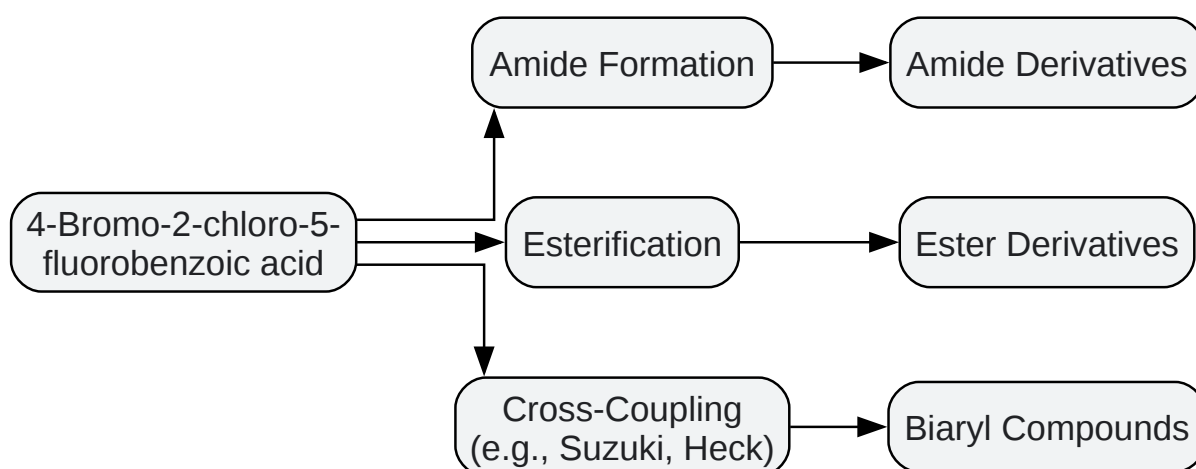 Amide Formation
Amide Derivatives
4-Bromo-2-chloro-5-
fluorobenzoic acid
Esterification
Ester Derivatives
Cross-Coupling
(e.g., Suzuki, Heck)
Biaryl Compounds